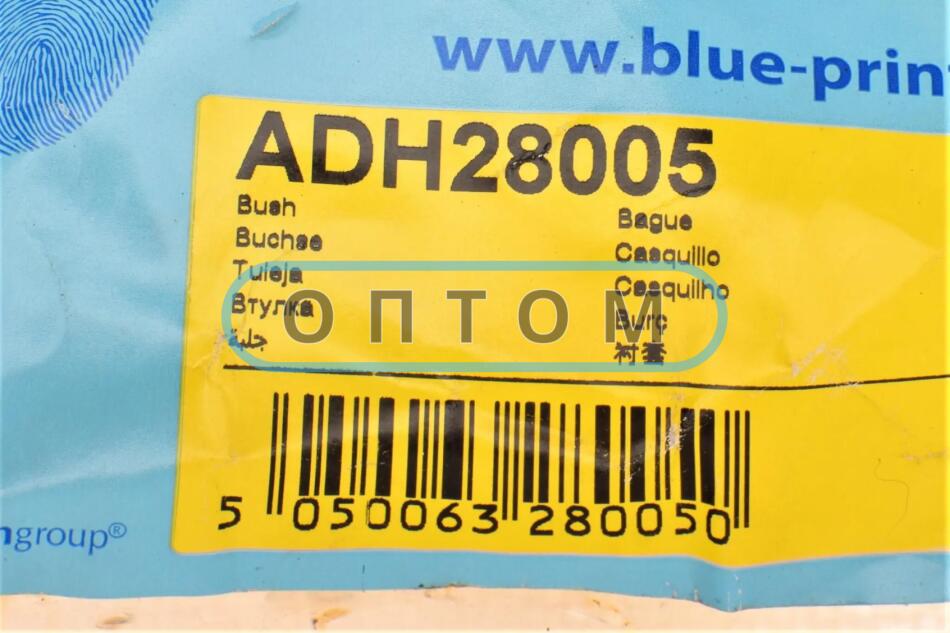 www.blue-prin
ADH28005
Bush
Buchse
Tuleja
Втулка
جلبة
Bague
Casquillo
Casquilho
Burç
衬套
ОПТОМ
5 050063 280050
group®